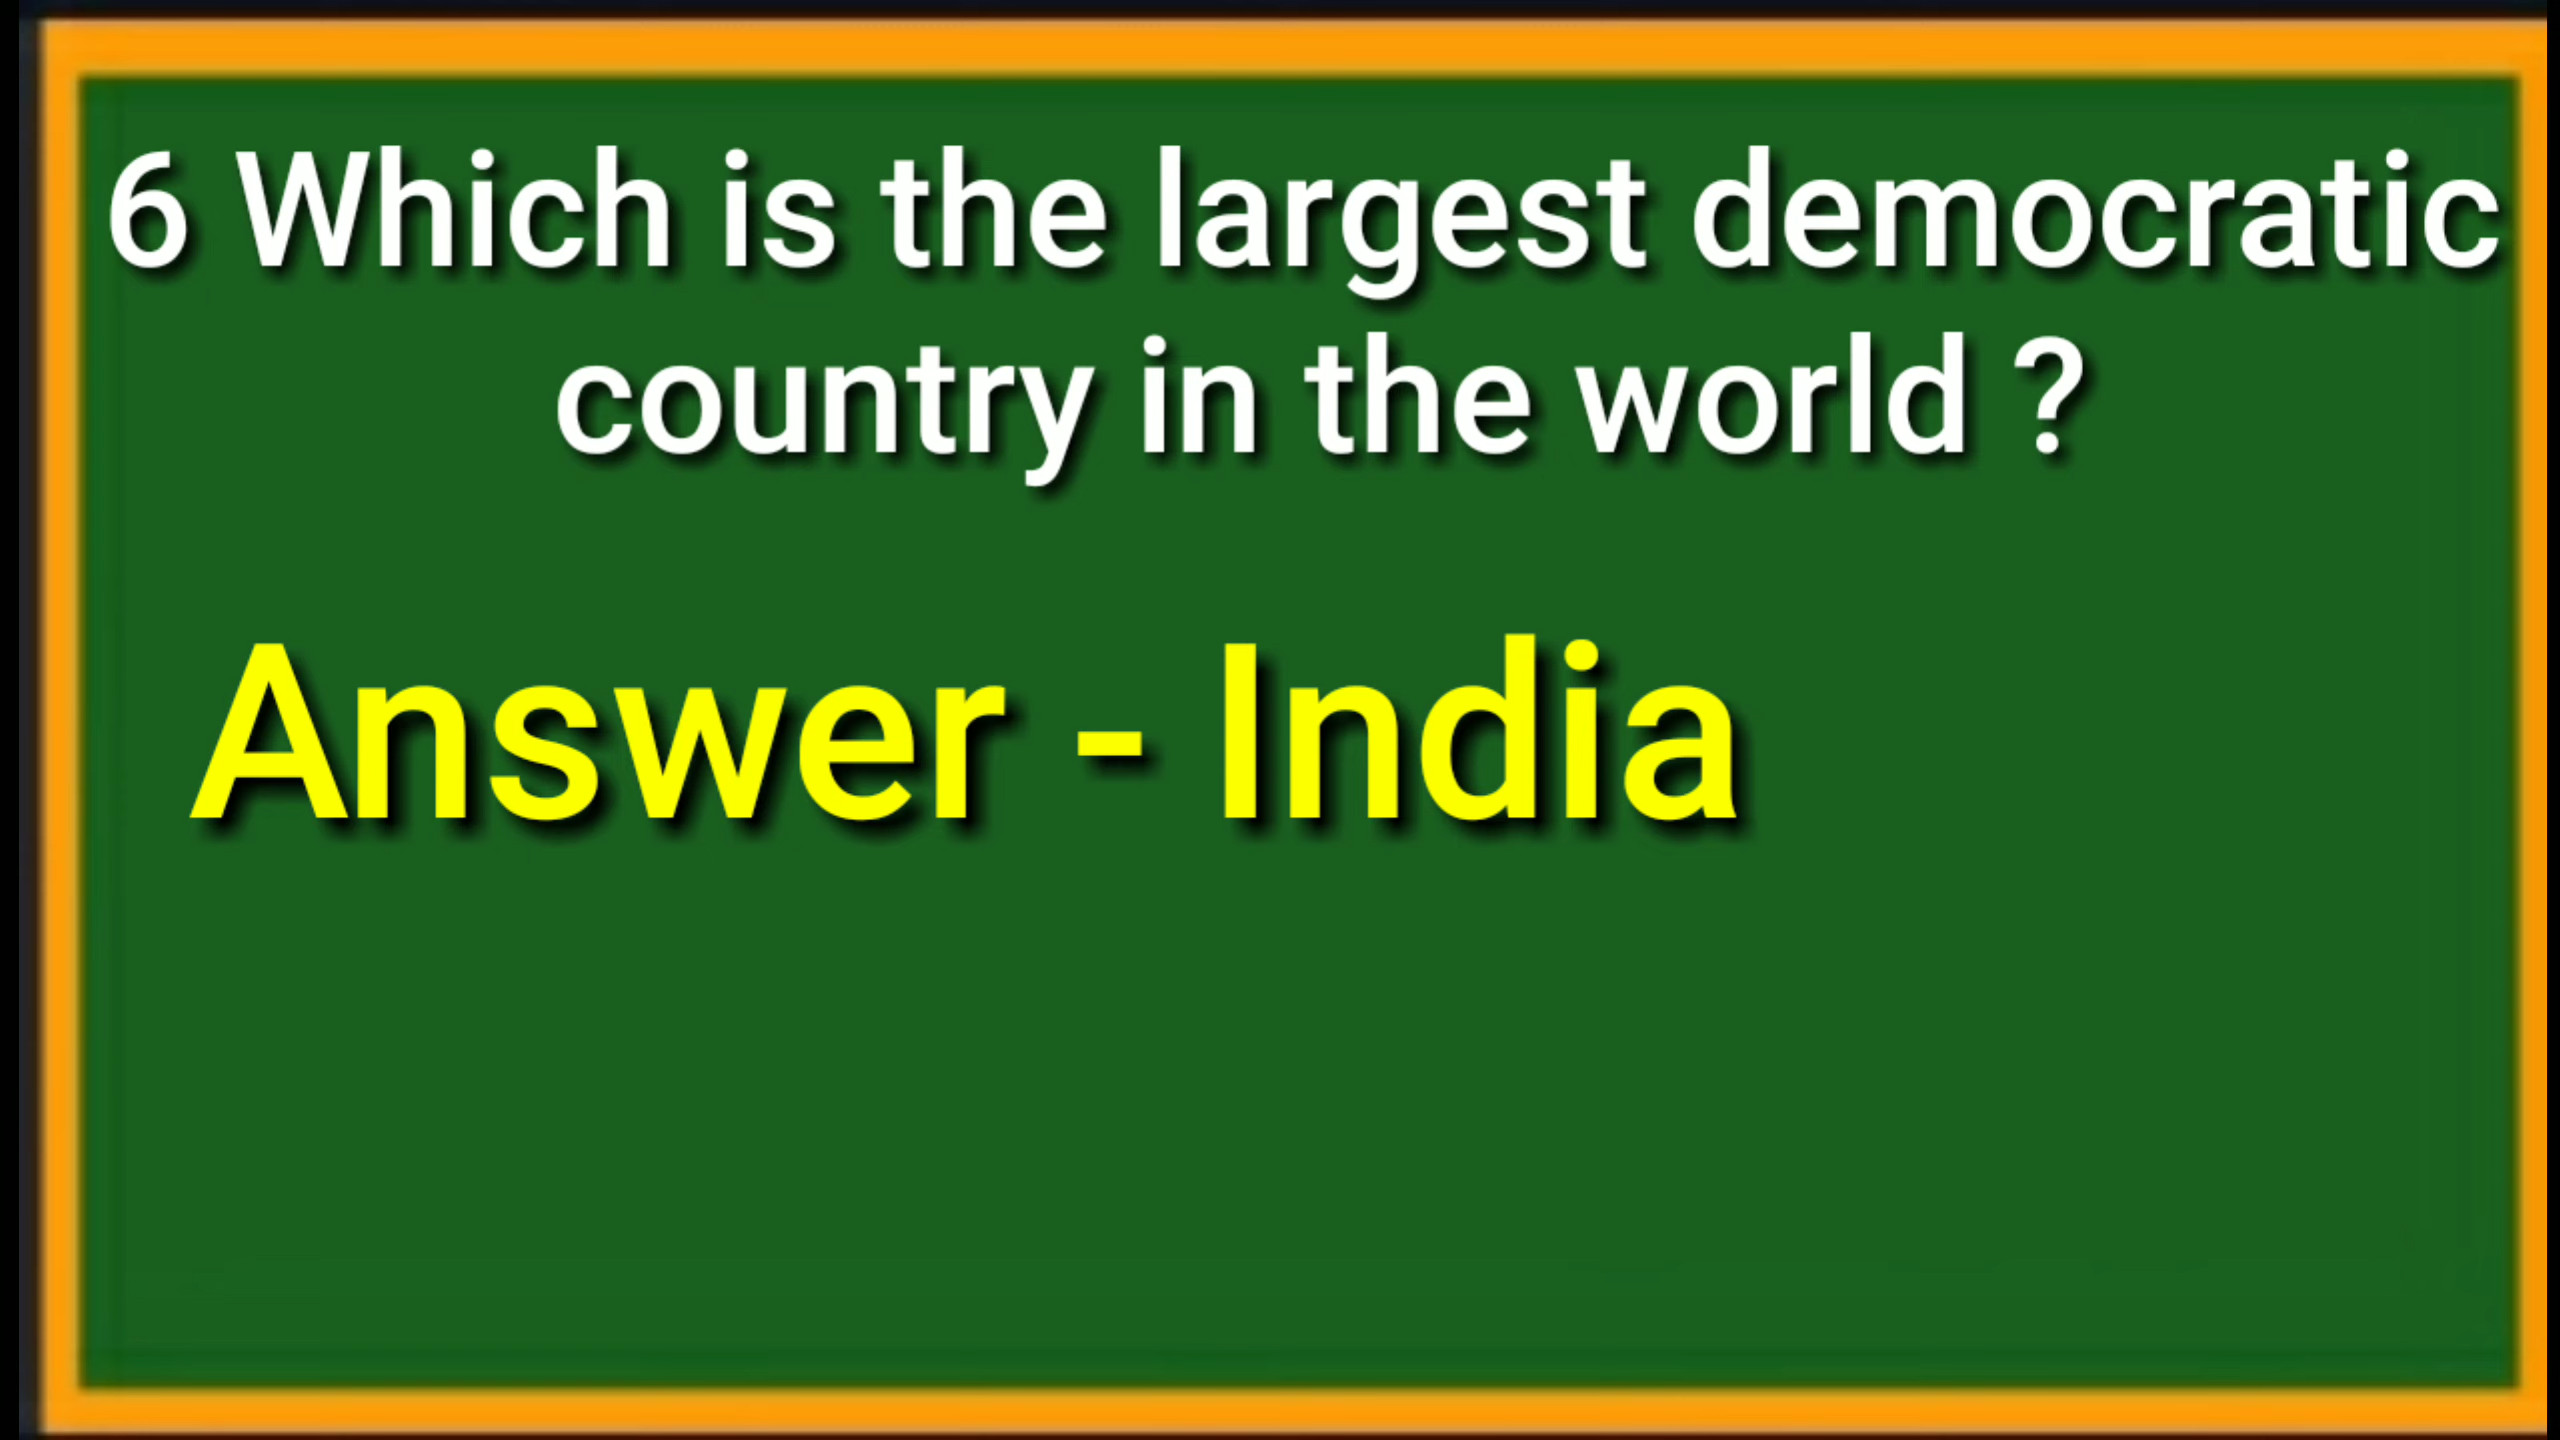 6 Which is the largest democratic
country in the world ?
Answer - India